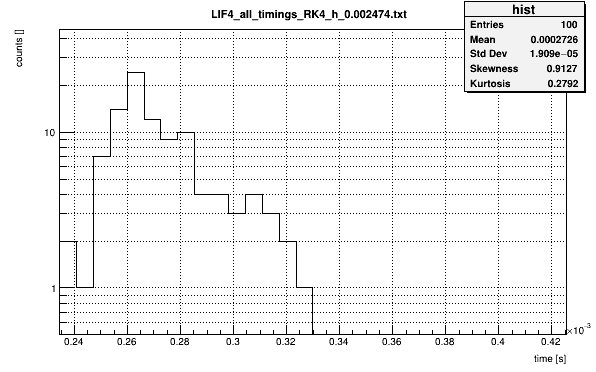 LIF4_all_timings_RK4_h_0.002474.txt
hist
Entries 100
Mean 0.0002726
Std Dev 1.909e−05
Skewness 0.9127
Kurtosis 0.2792
counts []
10
1
0.24 0.26 0.28 0.3 0.32 0.34 0.36 0.38 0.4 0.42
×10−3
time [s]